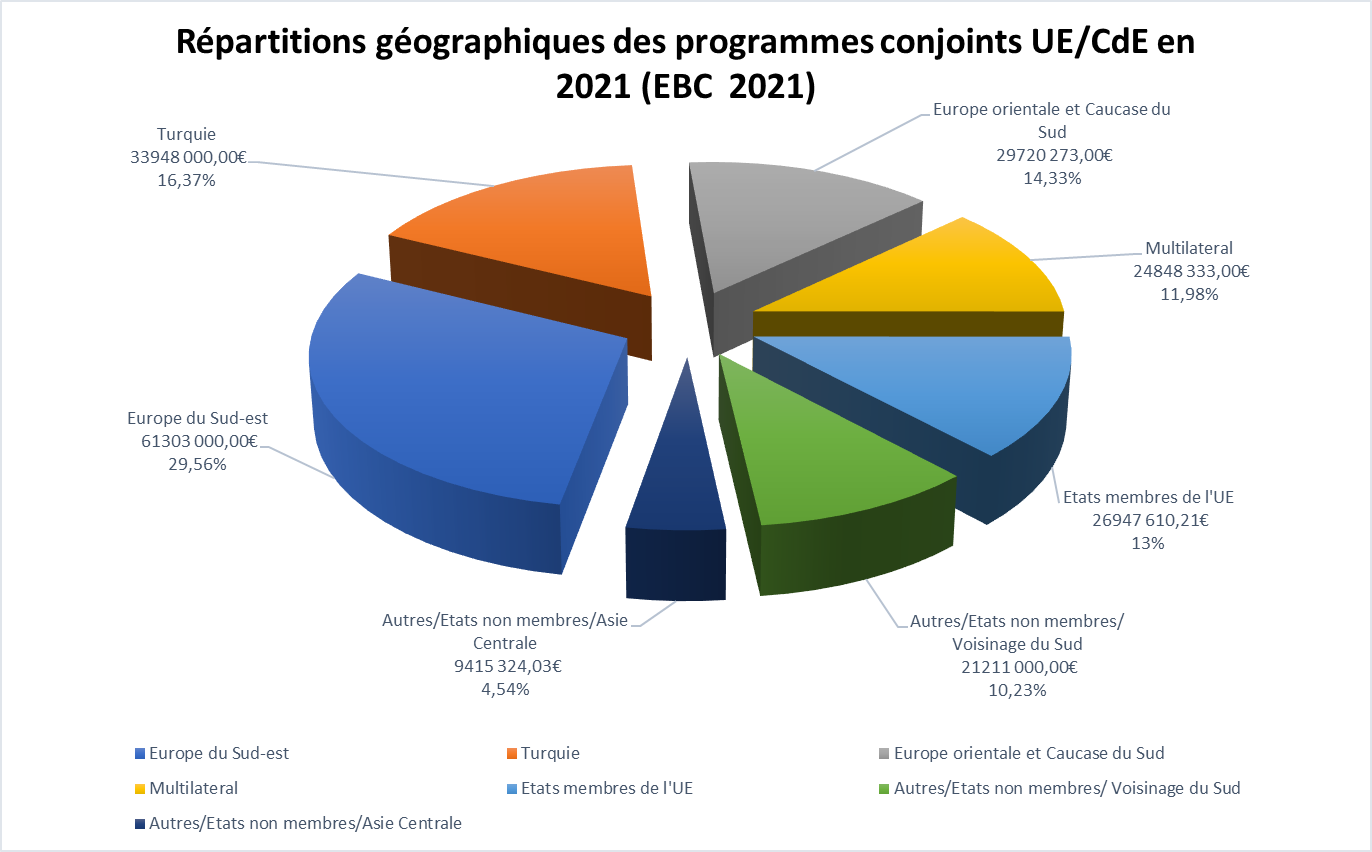 Répartitions géographiques des programmes conjoints UE/CdE en
2021 (EBC  2021)
Turquie
33948 000,00€
16,37%
Europe orientale et Caucase du
Sud
29720 273,00€
14,33%
Multilateral
24848 333,00€
11,98%
Europe du Sud-est
61303 000,00€
29,56%
Etats membres de l'UE
26947 610,21€
13%
Autres/Etats non membres/Asie
Centrale
9415 324,03€
4,54%
Autres/Etats non membres/
Voisinage du Sud
21211 000,00€
10,23%
Europe du Sud-est
Turquie
Europe orientale et Caucase du Sud
Multilateral
Etats membres de l'UE
Autres/Etats non membres/ Voisinage du Sud
Autres/Etats non membres/Asie Centrale